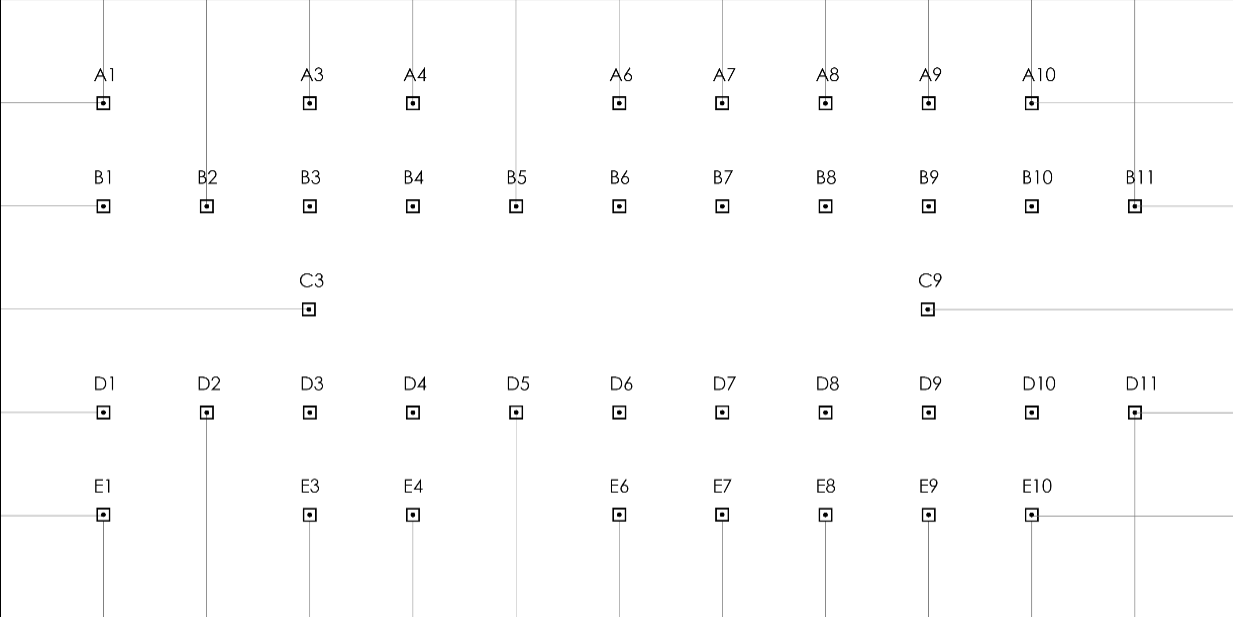 A1 A3 A4 A6 A7 A8 A9 A10
B1 B2 B3 B4 B5 B6 B7 B8 B9 B10 B11
C3 C9
D1 D2 D3 D4 D5 D6 D7 D8 D9 D10 D11
E1 E3 E4 E6 E7 E8 E9 E10